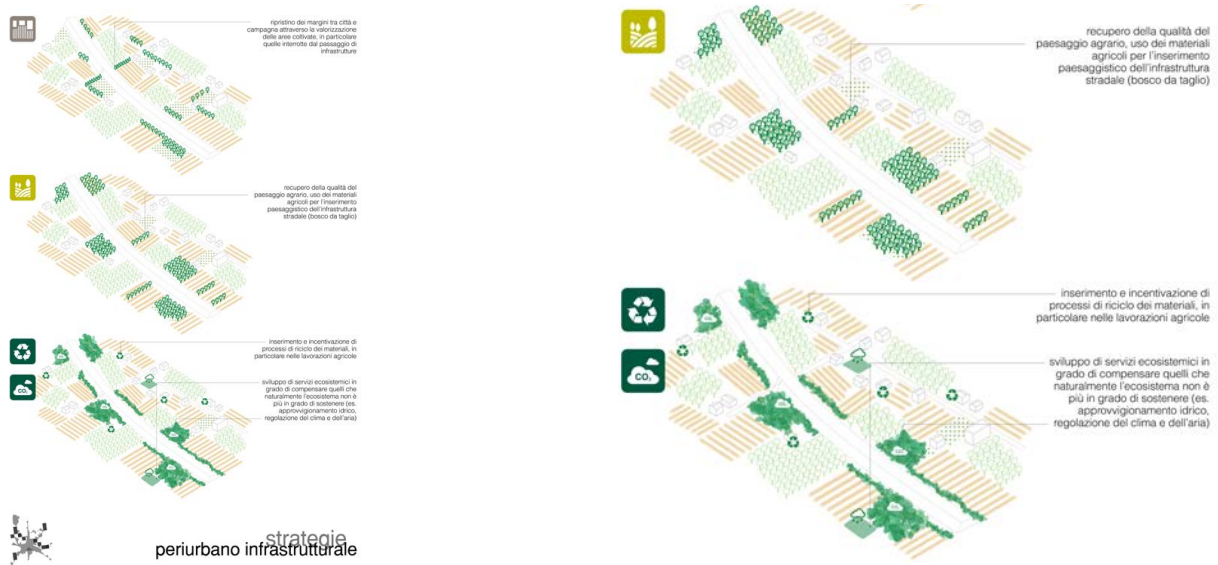 ripristino dei margini tra città e
campagna attraverso la valorizzazione
delle aree coltivate, in particolare
quelle interrotte dal passaggio di
infrastrutture
recupero della qualità del
paesaggio agrario, uso dei materiali
agricoli per l'inserimento
paesaggistico dell'infrastruttura
stradale (bosco da taglio)
inserimento e incentivazione di
processi di riciclo dei materiali, in
particolare nelle lavorazioni agricole
CO₂
sviluppo di servizi ecosistemici in
grado di compensare quelli che
naturalmente l'ecosistema non è
più in grado di sostenere (es.
approvvigionamento idrico,
regolazione del clima e dell'aria)
strategie
periurbano infrastrutturale
recupero della qualità del
paesaggio agrario, uso dei materiali
agricoli per l'inserimento
paesaggistico dell'infrastruttura
stradale (bosco da taglio)
inserimento e incentivazione di
processi di riciclo dei materiali, in
particolare nelle lavorazioni agricole
CO₂
sviluppo di servizi ecosistemici in
grado di compensare quelli che
naturalmente l'ecosistema non è
più in grado di sostenere (es.
approvvigionamento idrico,
regolazione del clima e dell'aria)